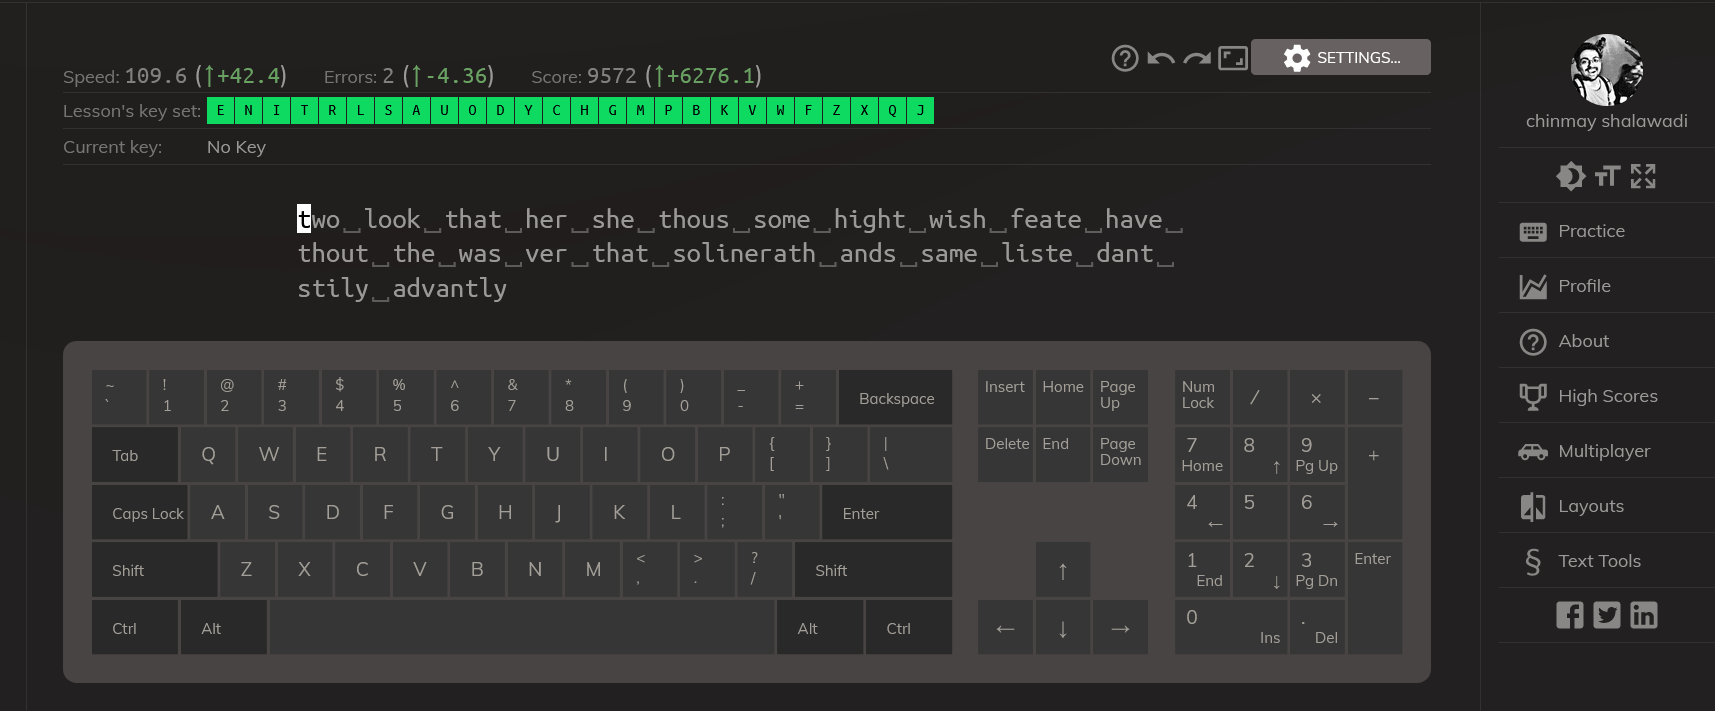 Speed: 109.6 (↑+42.4) Errors: 2 (↑-4.36) Score: 9572 (↑+6276.1)
SETTINGS...
Lesson's key set: E N I T R L S A U O D Y C H G M P B K V W F Z X Q J
Current key: No Key
two␣look␣that␣her␣she␣thous␣some␣hight␣wish␣feate␣have␣
thout␣the␣was␣ver␣that␣solinerath␣ands␣same␣liste␣dant␣
stily␣advantly
~ ! @ # $ % ^ & * ( ) _ +
` 1 2 3 4 5 6 7 8 9 0 - = Backspace
Tab Q W E R T Y U I O P { [ } ] | \
Caps Lock A S D F G H J K L : ; " ' Enter
Shift Z X C V B N M < , > . ? / Shift
Ctrl Alt Alt Ctrl
Insert Home Page Up
Delete End Page Down
↑
← ↓ →
Num Lock / × −
7 Home 8 ↑ 9 Pg Up +
4 ← 5 6 →
1 End 2 ↓ 3 Pg Dn Enter
0 Ins . Del
chinmay shalawadi
Practice
Profile
About
High Scores
Multiplayer
Layouts
§ Text Tools